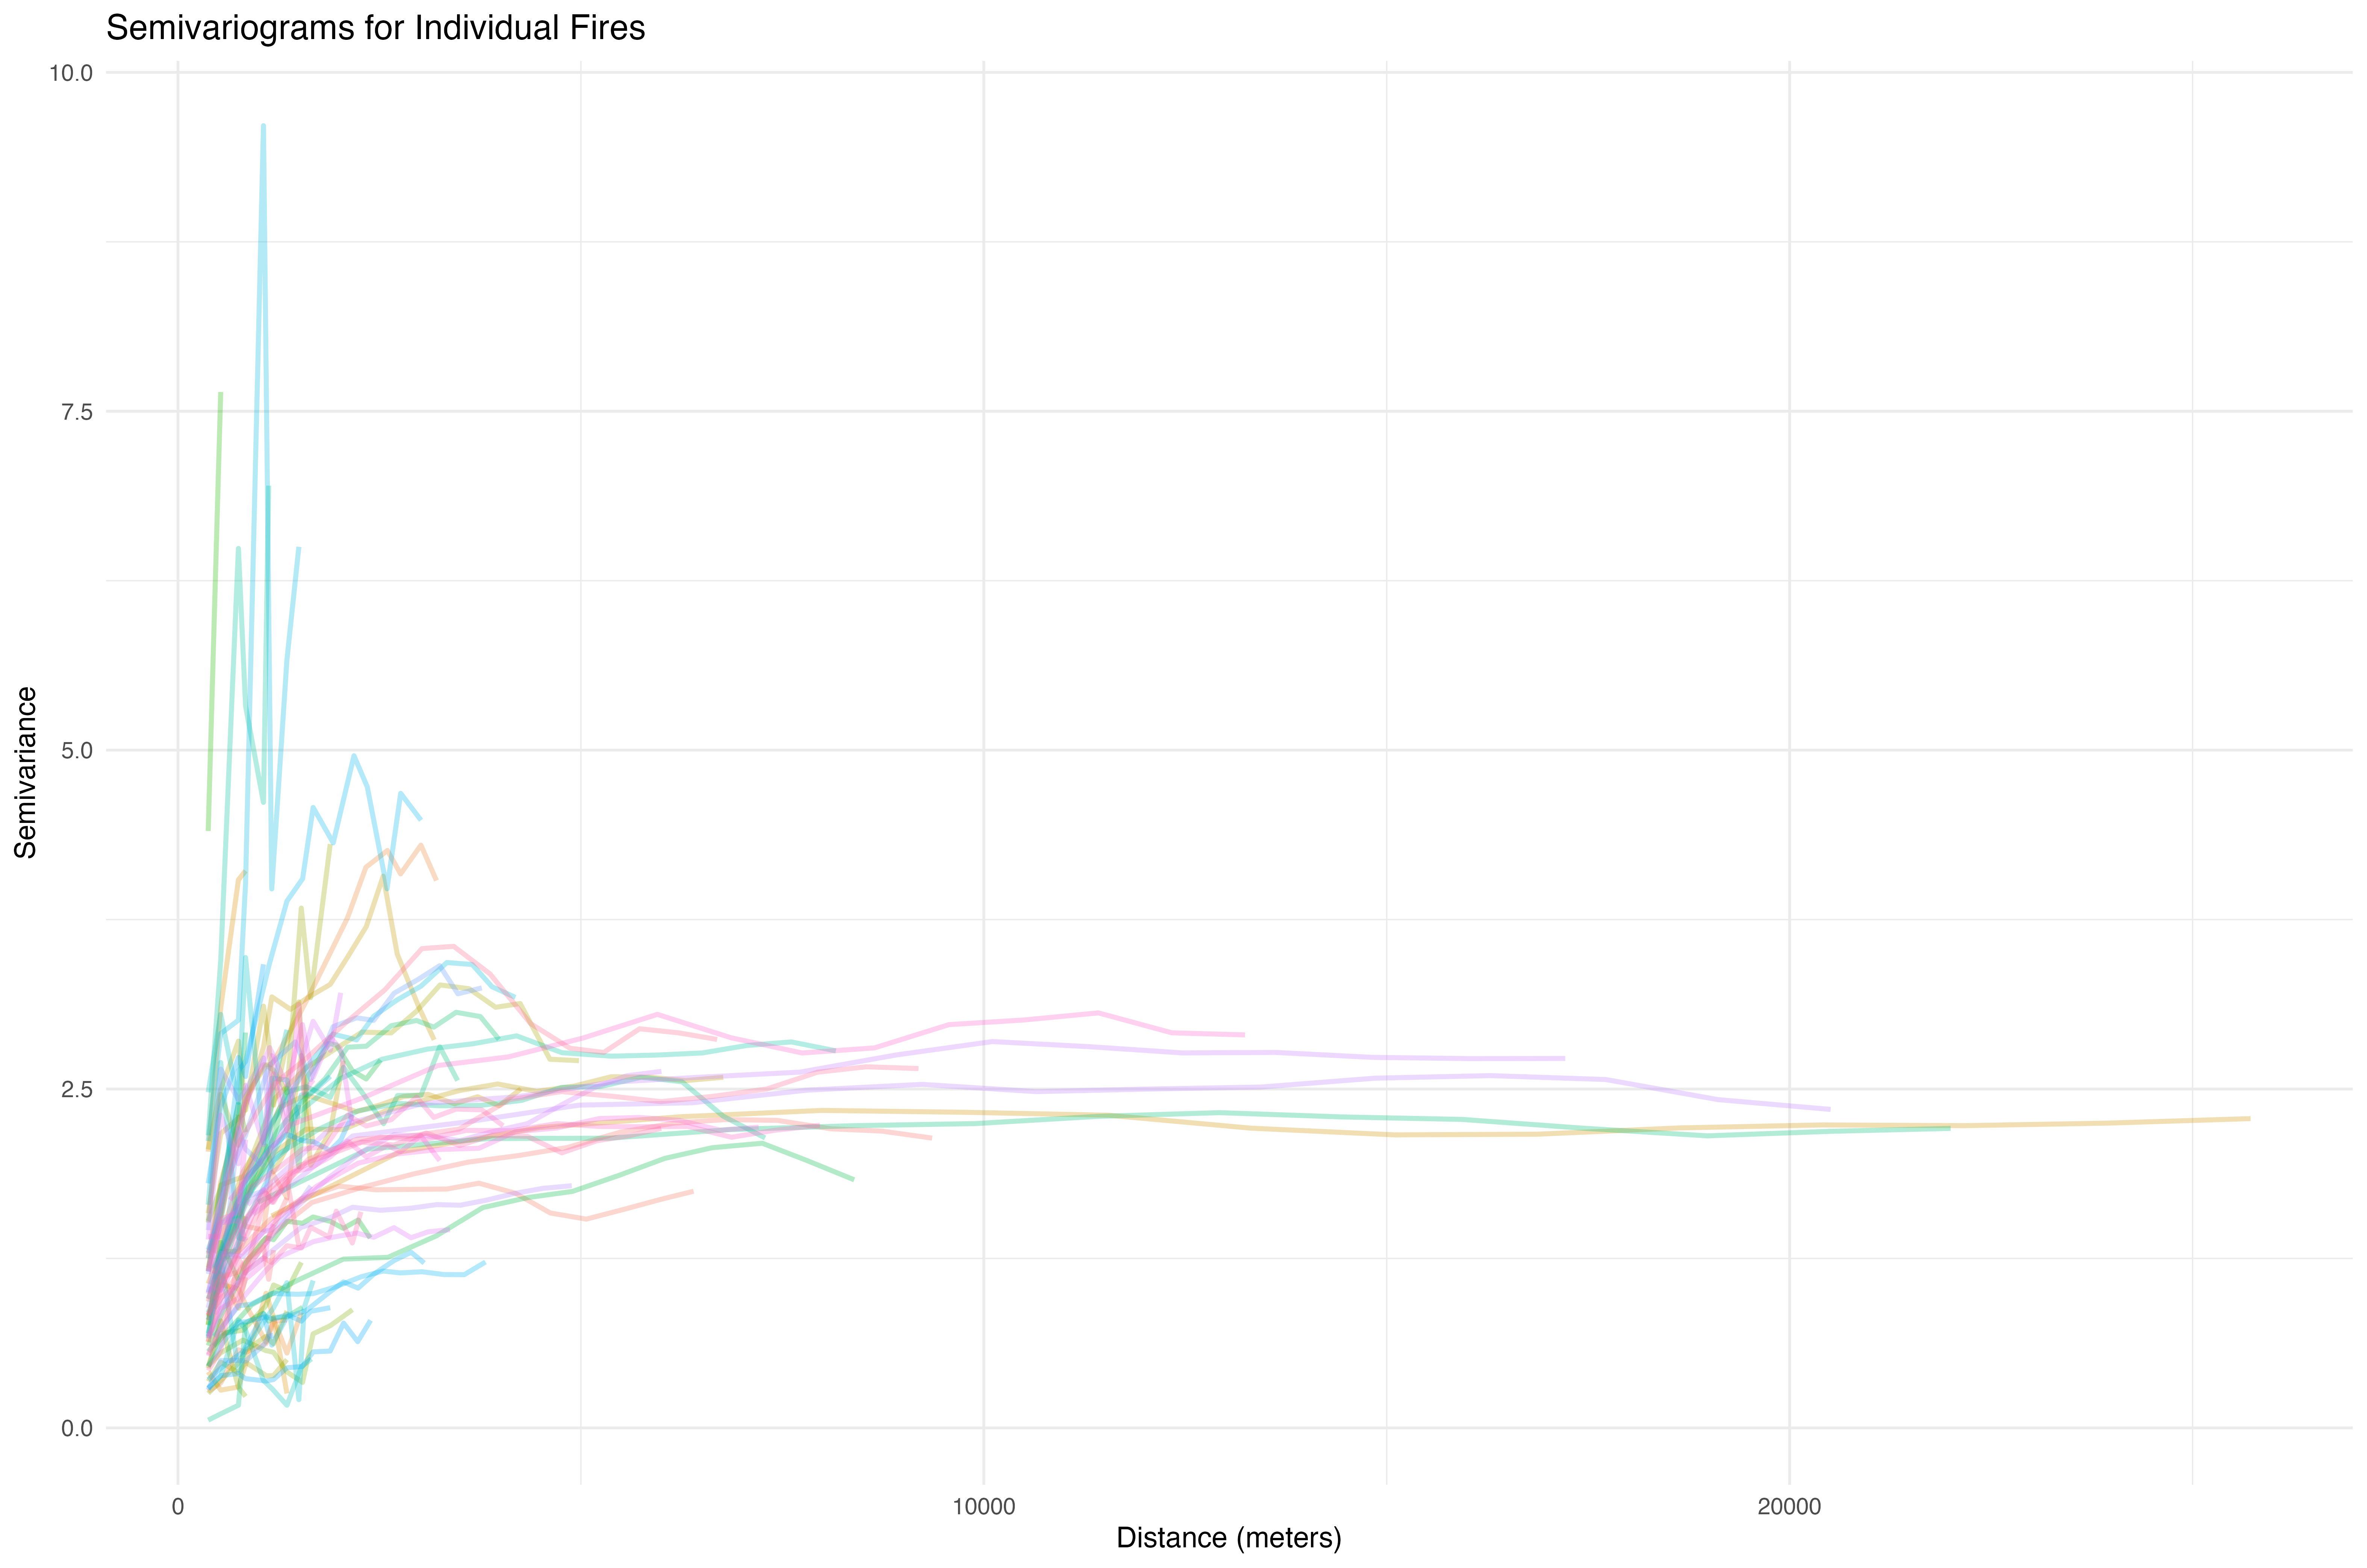 Semivariograms for Individual Fires
10.0
7.5
5.0
2.5
0.0
Semivariance
0
10000
20000
Distance (meters)